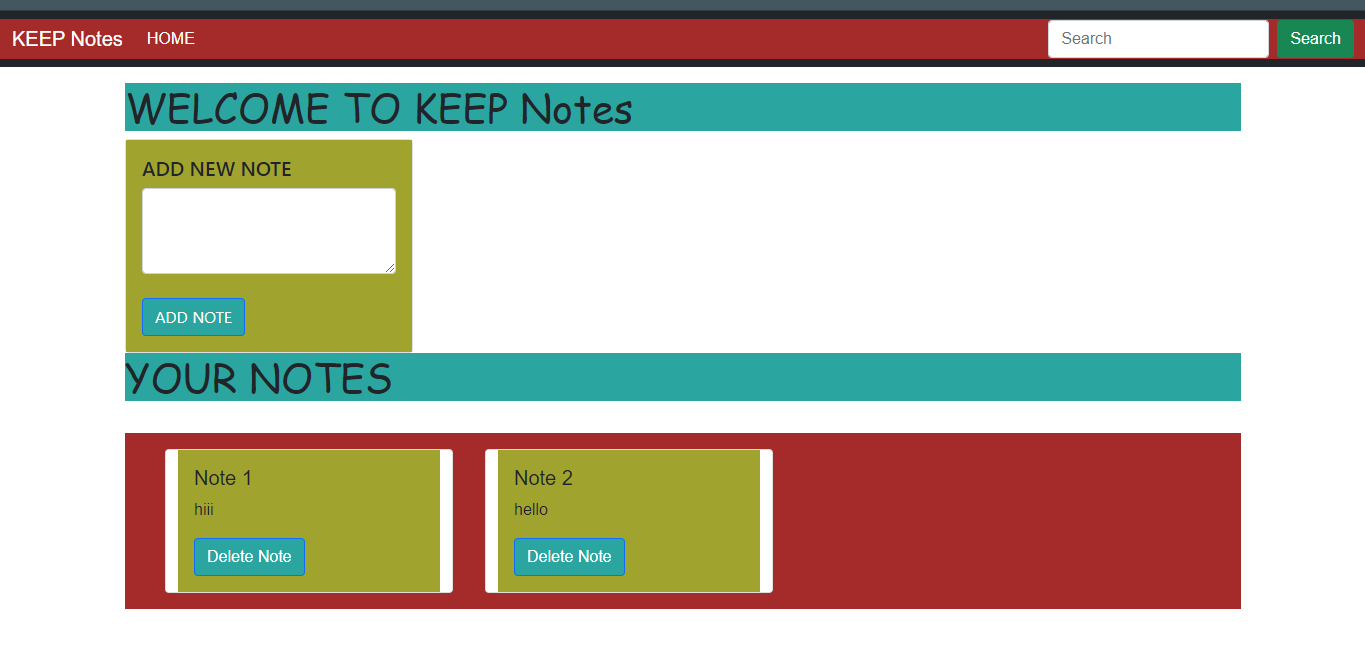 KEEP Notes HOME Search Search
WELCOME TO KEEP Notes
ADD NEW NOTE
ADD NOTE
YOUR NOTES
Note 1
hiii
Delete Note
Note 2
hello
Delete Note